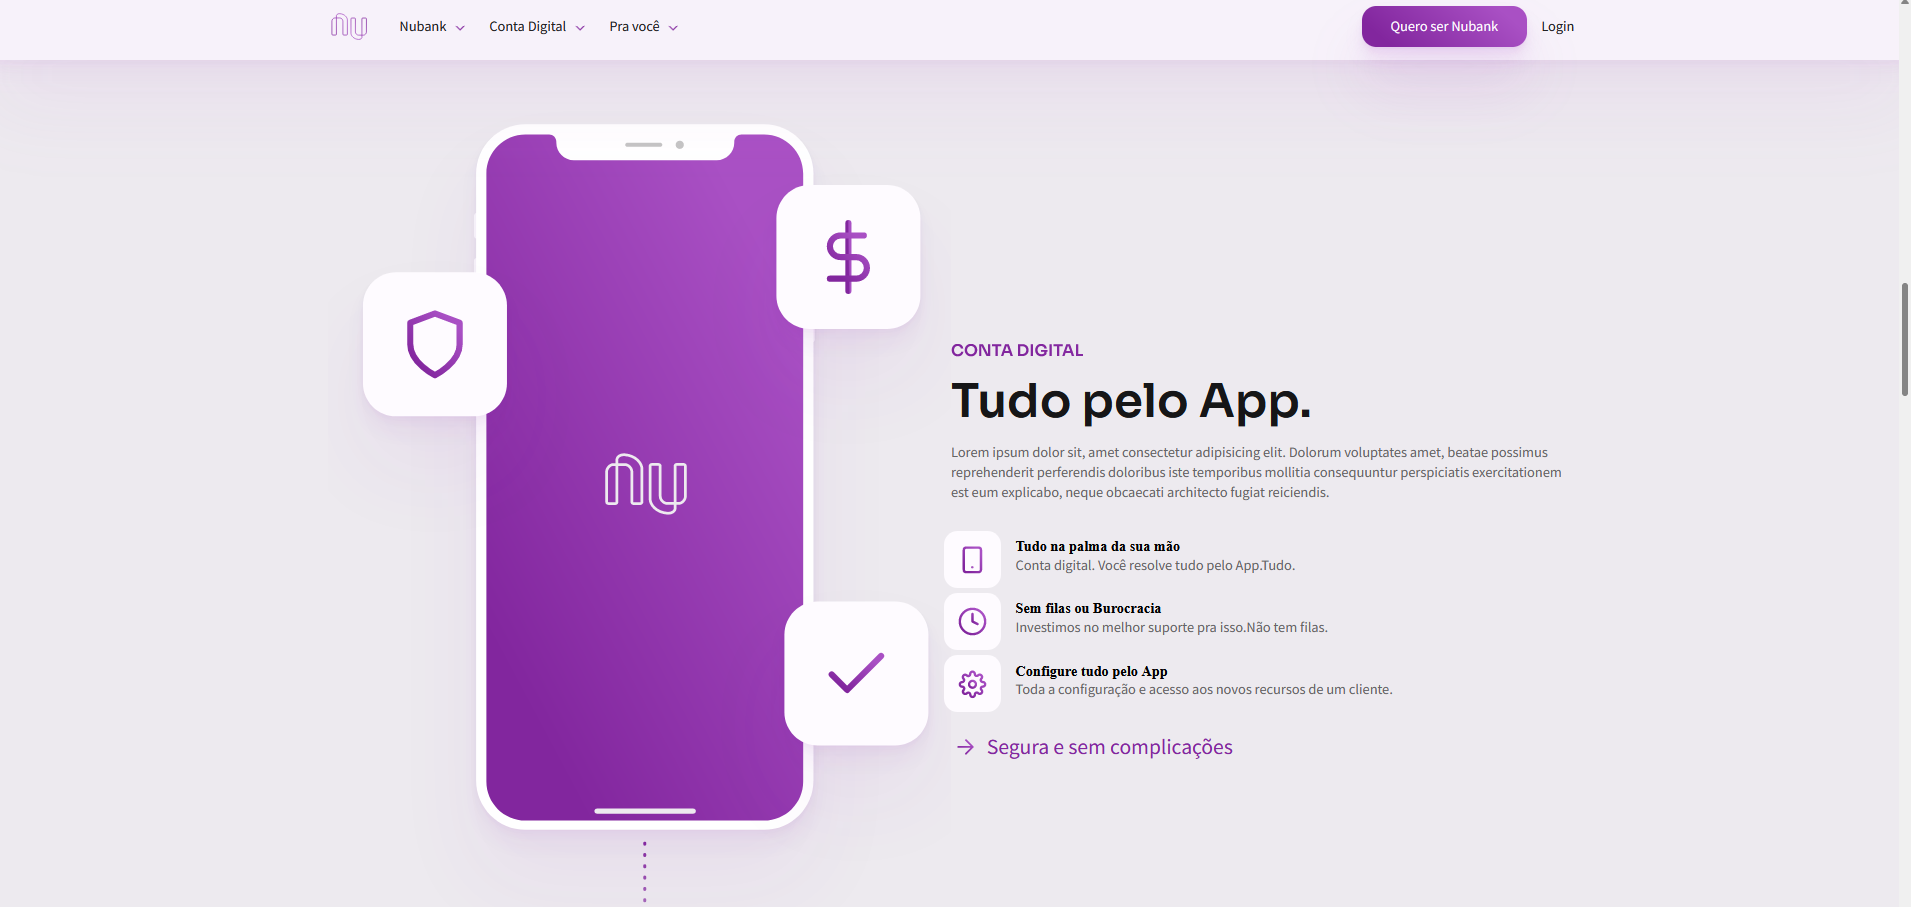 nu
Nubank
Conta Digital
Pra você
Quero ser Nubank
Login
nu
CONTA DIGITAL
Tudo pelo App.
Lorem ipsum dolor sit, amet consectetur adipisicing elit. Dolorum voluptates amet, beatae possimus
reprehenderit perferendis doloribus iste temporibus mollitia consequuntur perspiciatis exercitationem
est eum explicabo, neque obcaecati architecto fugiat reiciendis.
Tudo na palma da sua mão
Conta digital. Você resolve tudo pelo App.Tudo.
Sem filas ou Burocracia
Investimos no melhor suporte pra isso.Não tem filas.
Configure tudo pelo App
Toda a configuração e acesso aos novos recursos de um cliente.
Segura e sem complicações